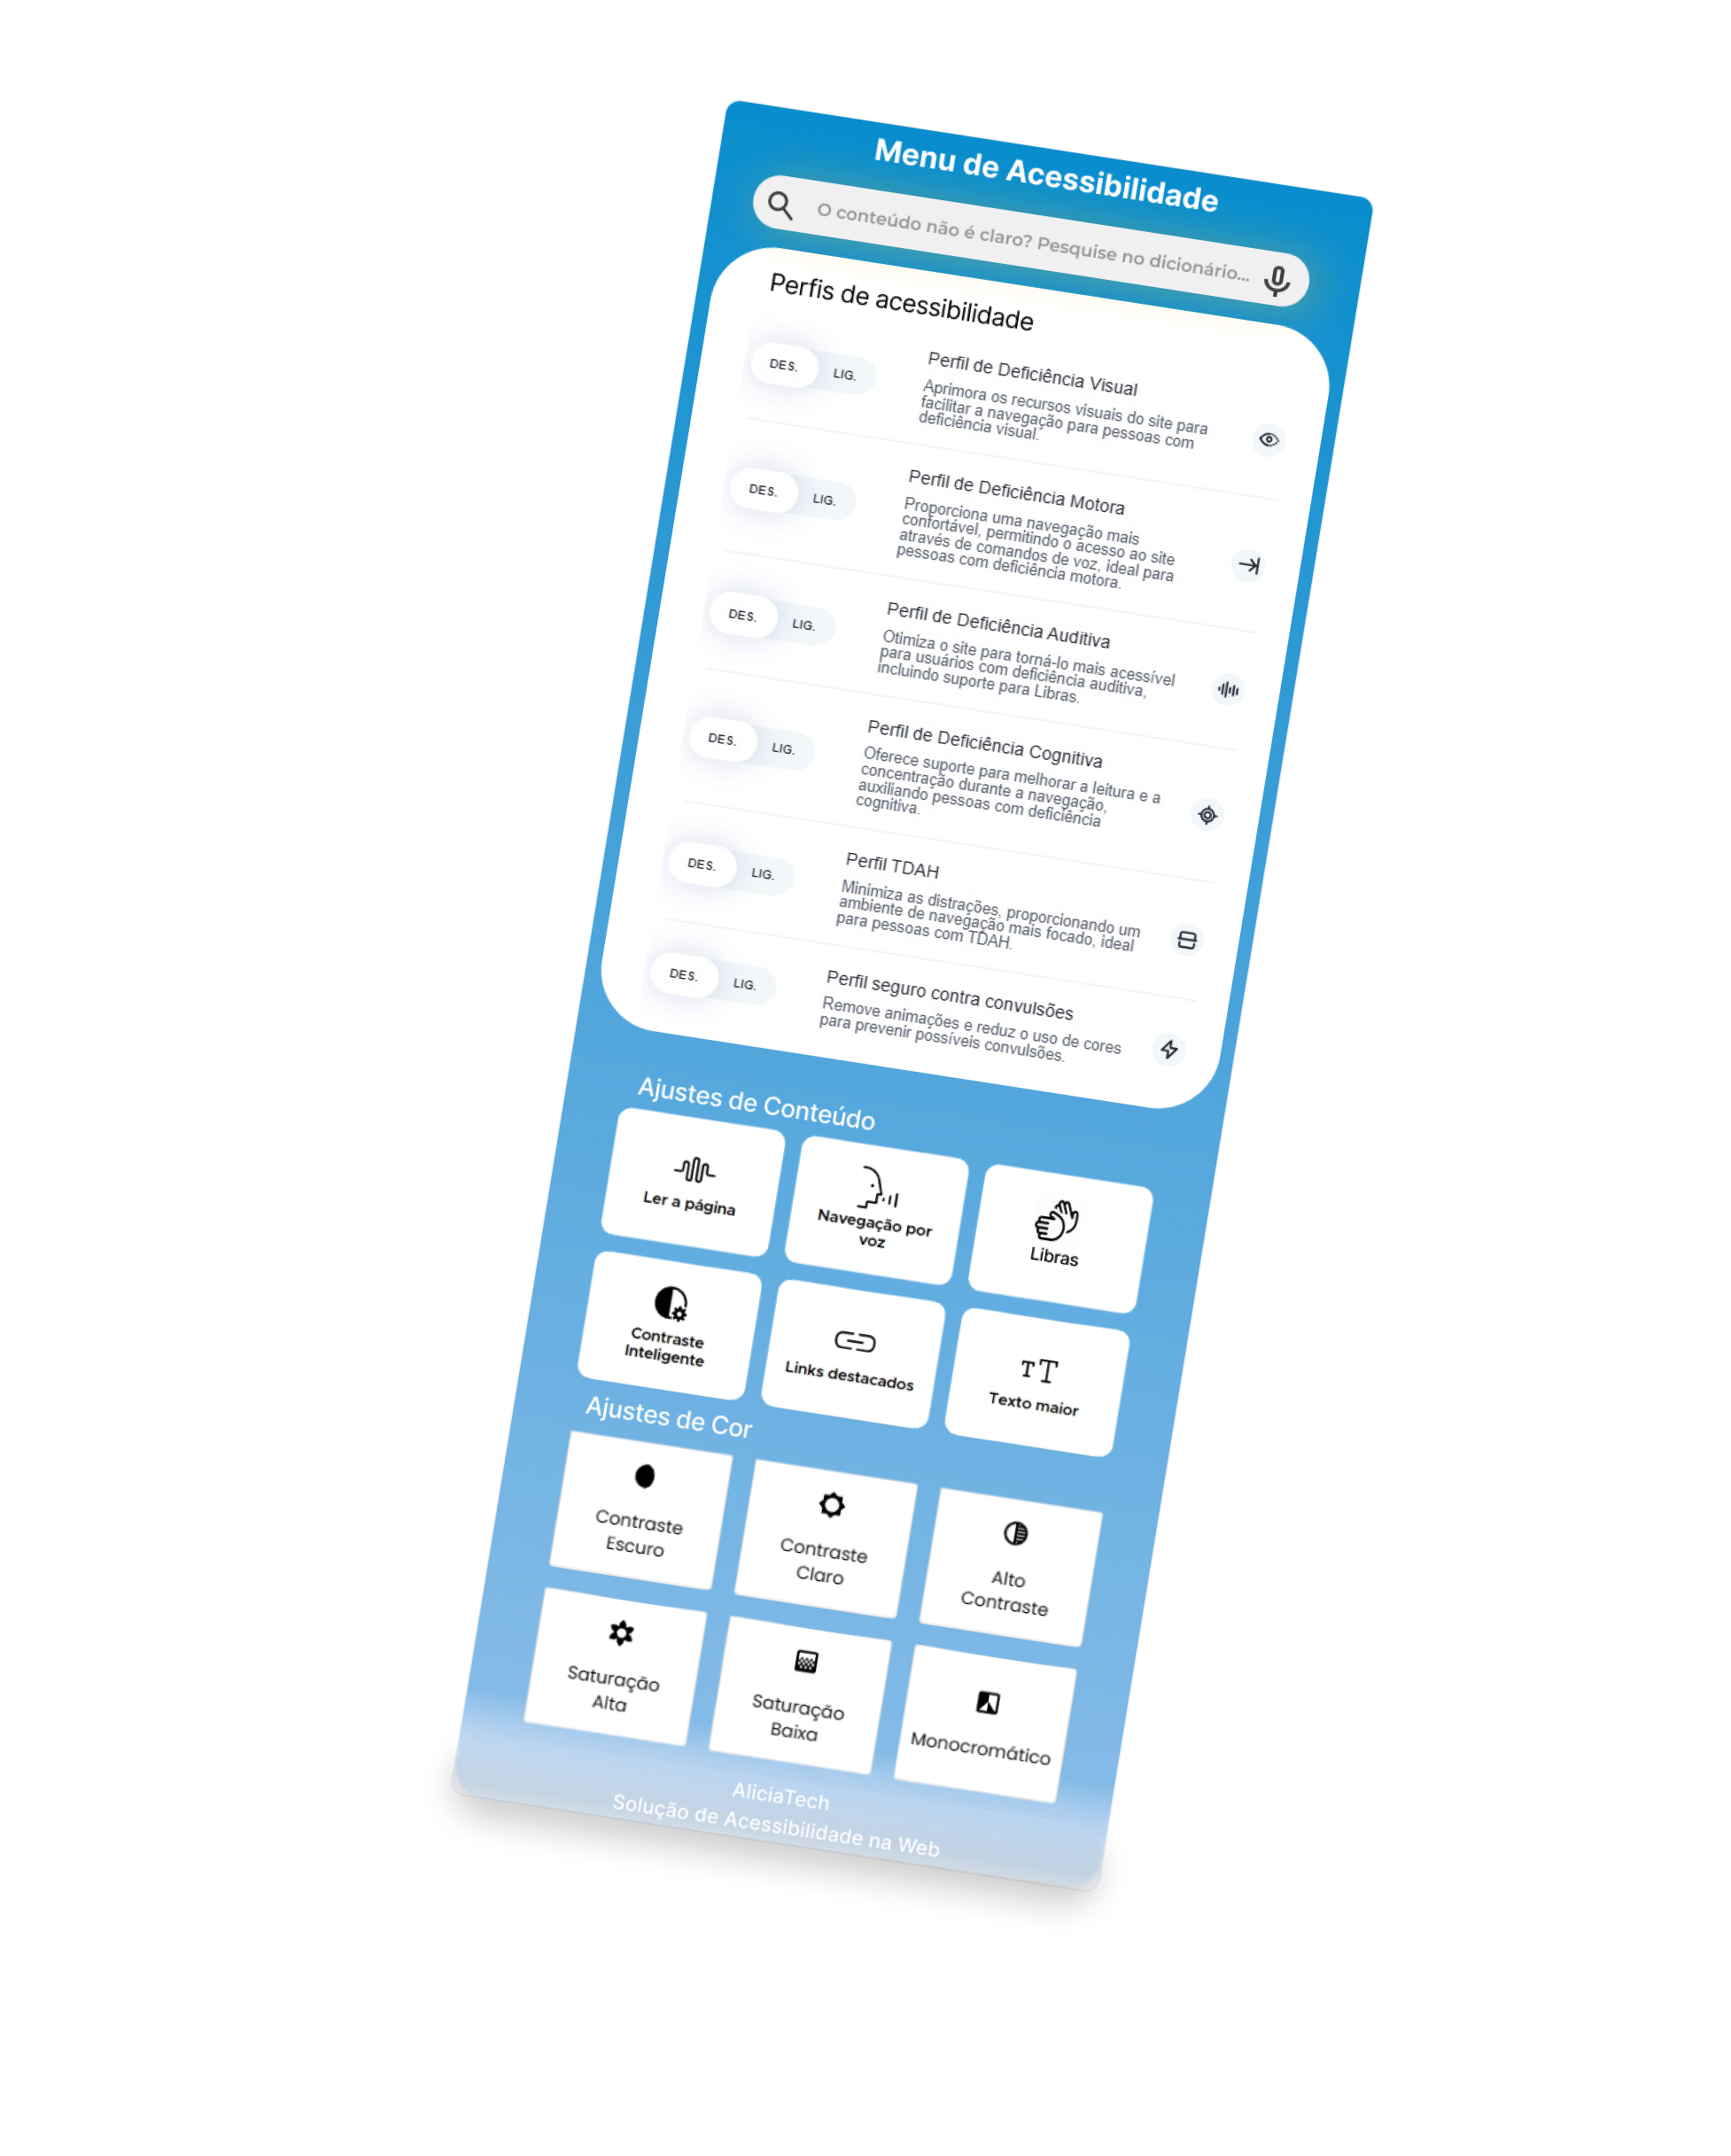 Menu de Acessibilidade
O conteúdo não é claro? Pesquise no dicionário...
Perfis de acessibilidade
DES. LIG.
Perfil de Deficiência Visual
Aprimora os recursos visuais do site para
facilitar a navegação para pessoas com
deficiência visual.
DES. LIG.
Perfil de Deficiência Motora
Proporciona uma navegação mais
confortável, permitindo o acesso ao site
através de comandos de voz, ideal para
pessoas com deficiência motora.
DES. LIG.
Perfil de Deficiência Auditiva
Otimiza o site para torná-lo mais acessível
para usuários com deficiência auditiva,
incluindo suporte para Libras.
DES. LIG.
Perfil de Deficiência Cognitiva
Oferece suporte para melhorar a leitura e a
concentração durante a navegação,
auxiliando pessoas com deficiência
cognitiva.
DES. LIG.
Perfil TDAH
Minimiza as distrações, proporcionando um
ambiente de navegação mais focado, ideal
para pessoas com TDAH.
DES. LIG.
Perfil seguro contra convulsões
Remove animações e reduz o uso de cores
para prevenir possíveis convulsões.
Ajustes de Conteúdo
Ler a página
Navegação por
voz
Libras
Contraste
Inteligente
Links destacados
TT
Texto maior
Ajustes de Cor
Contraste
Escuro
Contraste
Claro
Alto
Contraste
Saturação
Alta
Saturação
Baixa
Monocromático
AliciaTech
Solução de Acessibilidade na Web